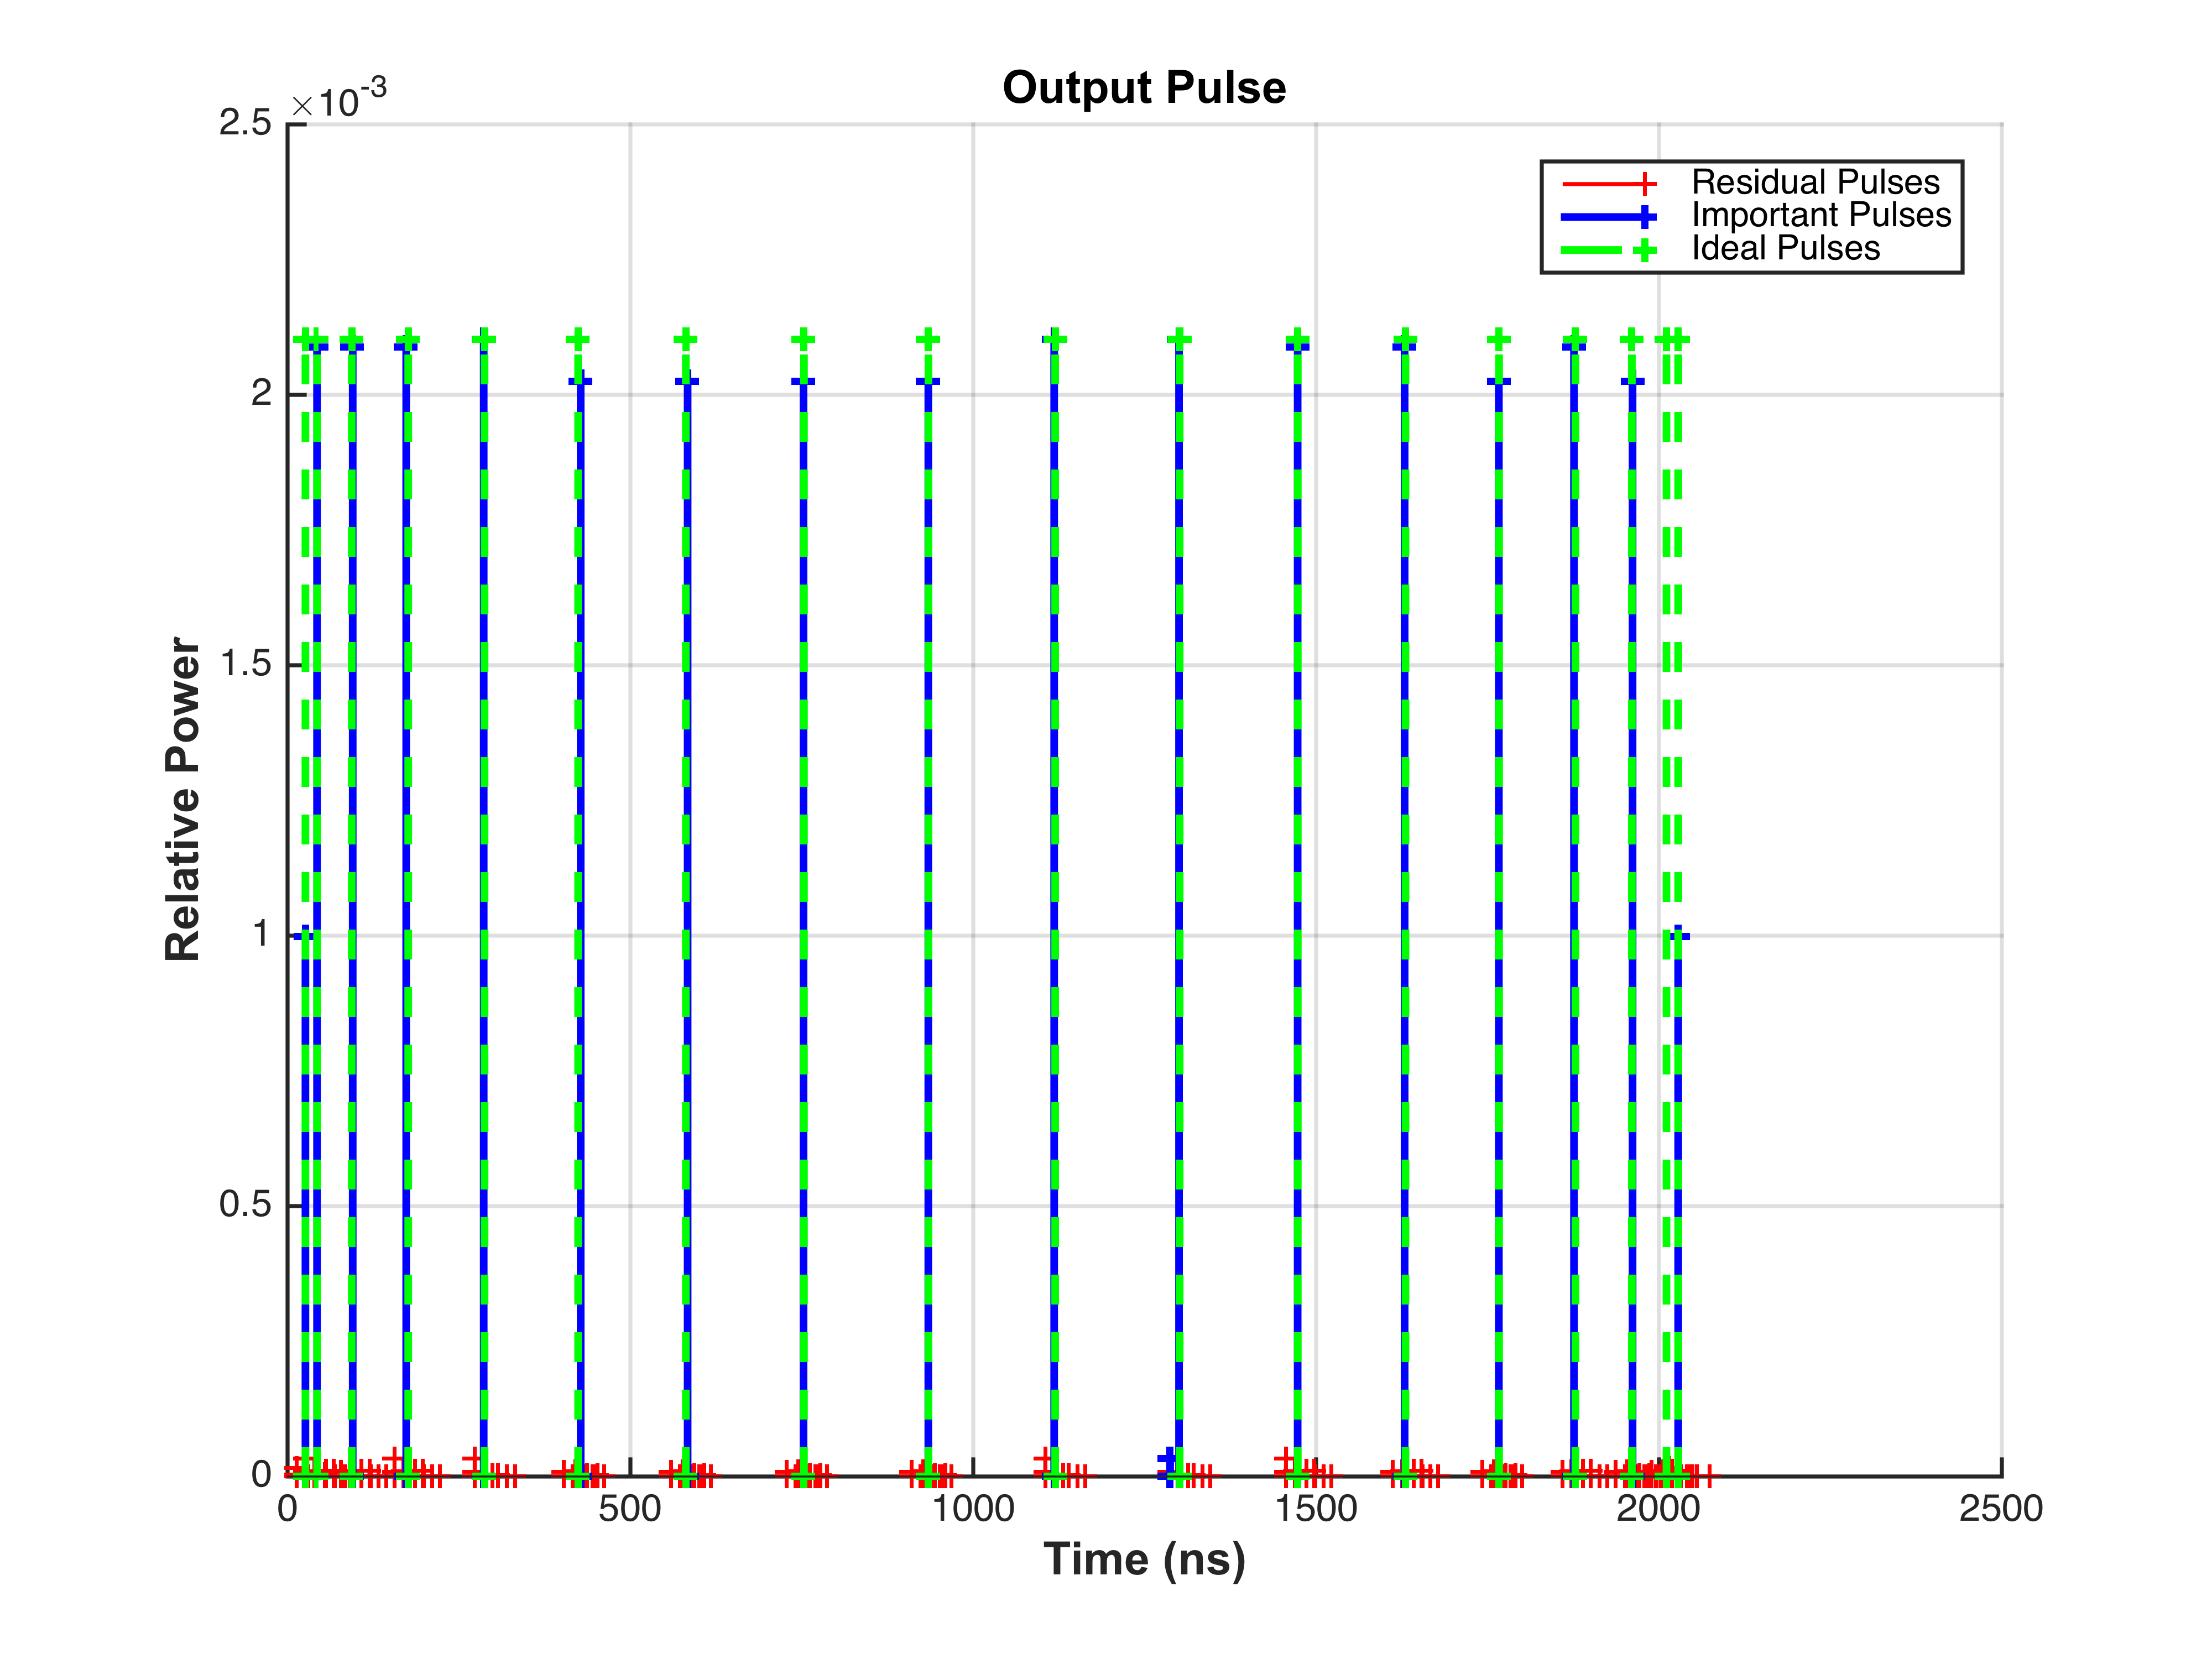 Output Pulse
×10-3
2.5
2
1.5
1
0.5
0
Relative Power
Residual Pulses
Important Pulses
Ideal Pulses
0 500 1000 1500 2000 2500
Time (ns)